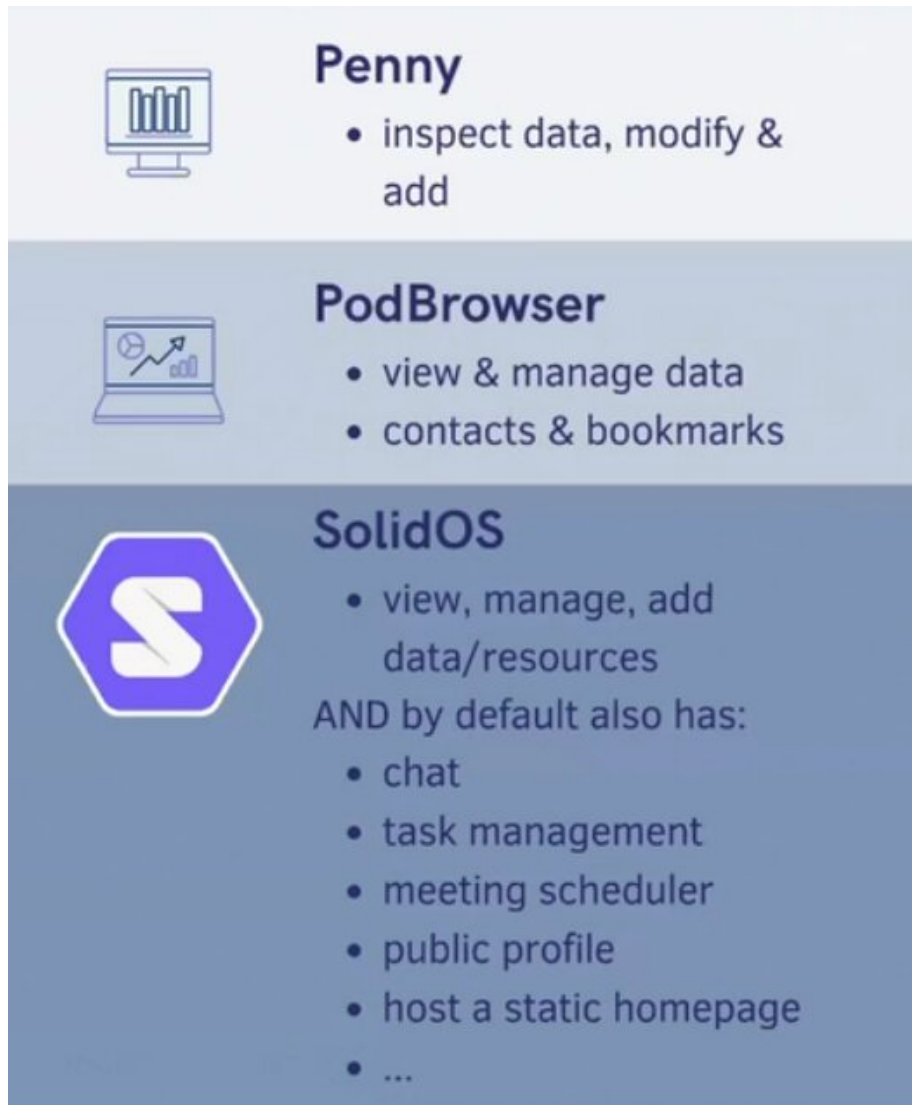 Penny
• inspect data, modify &
add
PodBrowser
• view & manage data
• contacts & bookmarks
SolidOS
• view, manage, add
data/resources
AND by default also has:
• chat
• task management
• meeting scheduler
• public profile
• host a static homepage
• ...